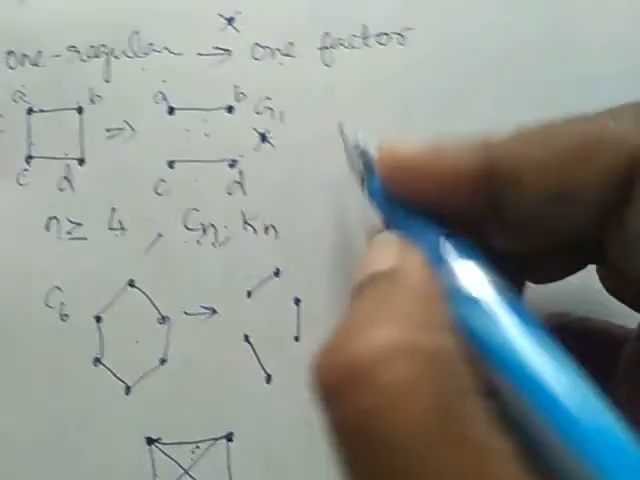 x
one-regular → one factor
a b ⇒ a b G1
x
c d c d
n ≥ 4 , Cn, Kn
C6 →